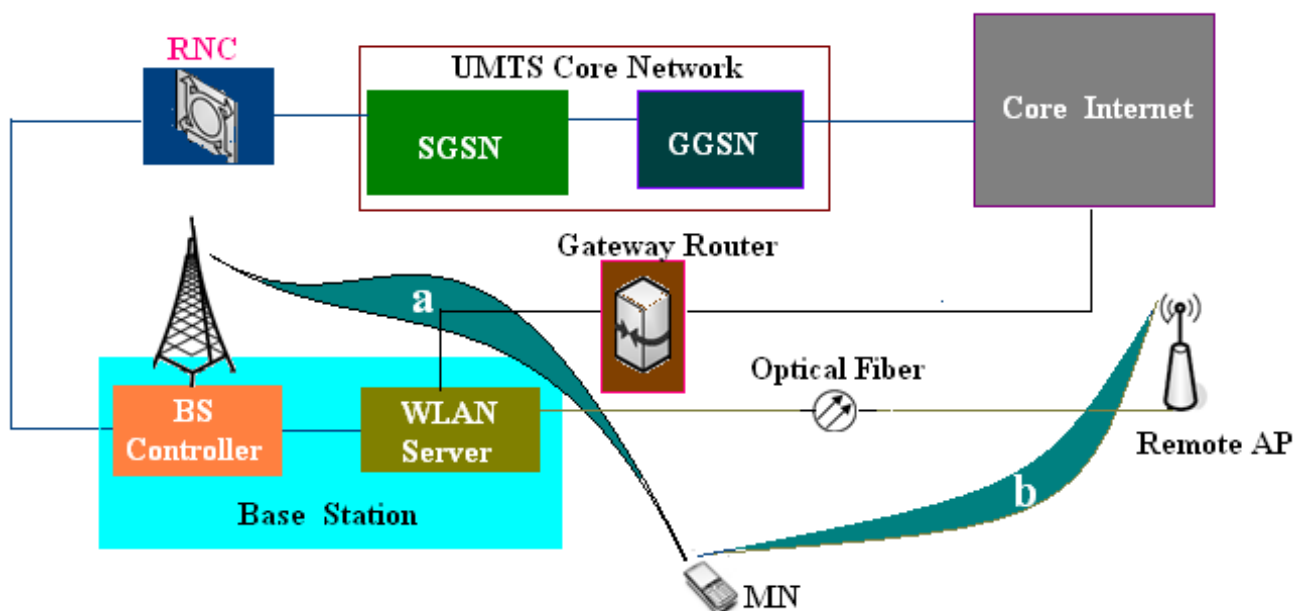 RNC
UMTS Core Network
SGSN
GGSN
Core Internet
Gateway Router
a
Optical Fiber
BS
Controller
WLAN
Server
Remote AP
b
Base Station
MN